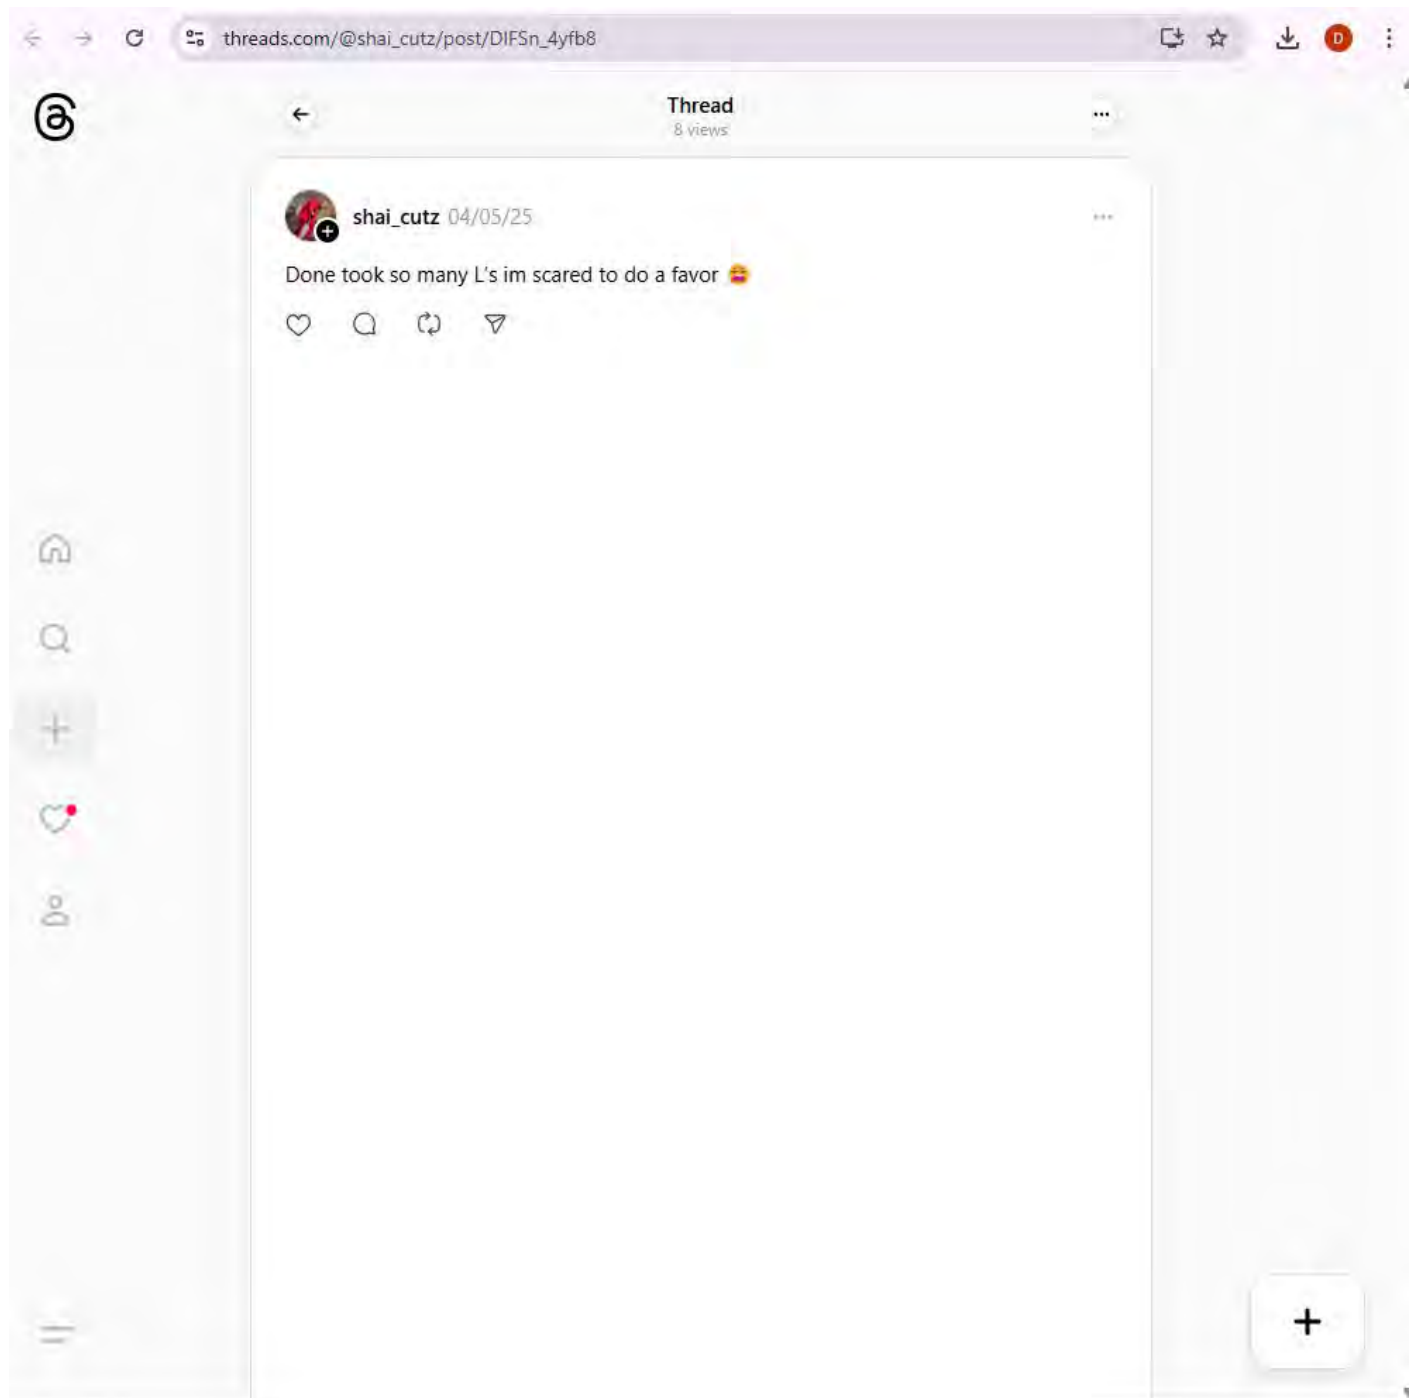 threads.com/@shai_cutz/post/DIFSn_4yfb8
D
Thread
8 views
shai_cutz 04/05/25
Done took so many L's im scared to do a favor 😩